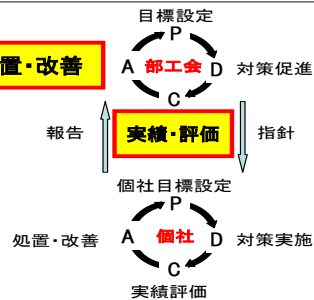 目標設定
P
置・改善
A 部工会 D 対策促進
C
報告 実績・評価 指針
個社目標設定
P
処置・改善 A 個社 D 対策実施
C
実績評価